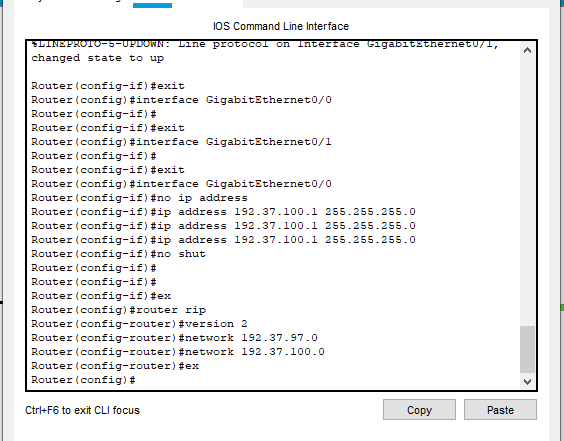 IOS Command Line Interface
%LINEPROTO-5-UPDOWN: Line protocol on Interface GigabitEthernet0/1,
changed state to up
Router(config-if)#exit
Router(config)#interface GigabitEthernet0/0
Router(config-if)#
Router(config-if)#exit
Router(config)#interface GigabitEthernet0/1
Router(config-if)#
Router(config-if)#exit
Router(config)#interface GigabitEthernet0/0
Router(config-if)#no ip address
Router(config-if)#ip address 192.37.100.1 255.255.255.0
Router(config-if)#ip address 192.37.100.1 255.255.255.0
Router(config-if)#ip address 192.37.100.1 255.255.255.0
Router(config-if)#no shut
Router(config-if)#
Router(config-if)#
Router(config-if)#ex
Router(config)#router rip
Router(config-router)#version 2
Router(config-router)#network 192.37.97.0
Router(config-router)#network 192.37.100.0
Router(config-router)#ex
Router(config)#
Ctrl+F6 to exit CLI focus
Copy
Paste